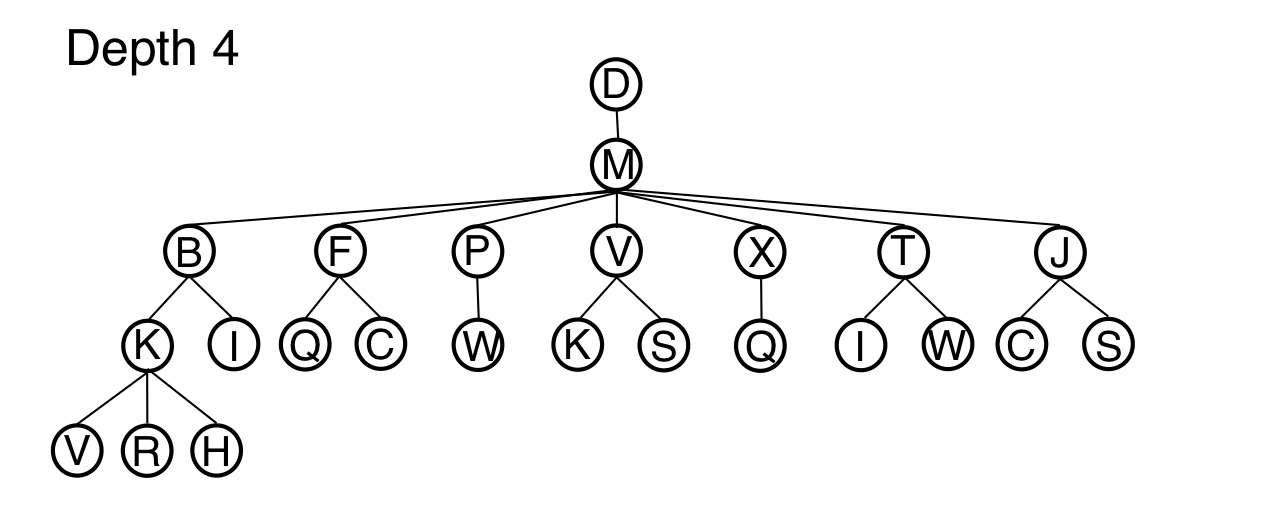 Depth 4
D
M
B F P V X T J
K I Q C W K S Q I W C S
V R H